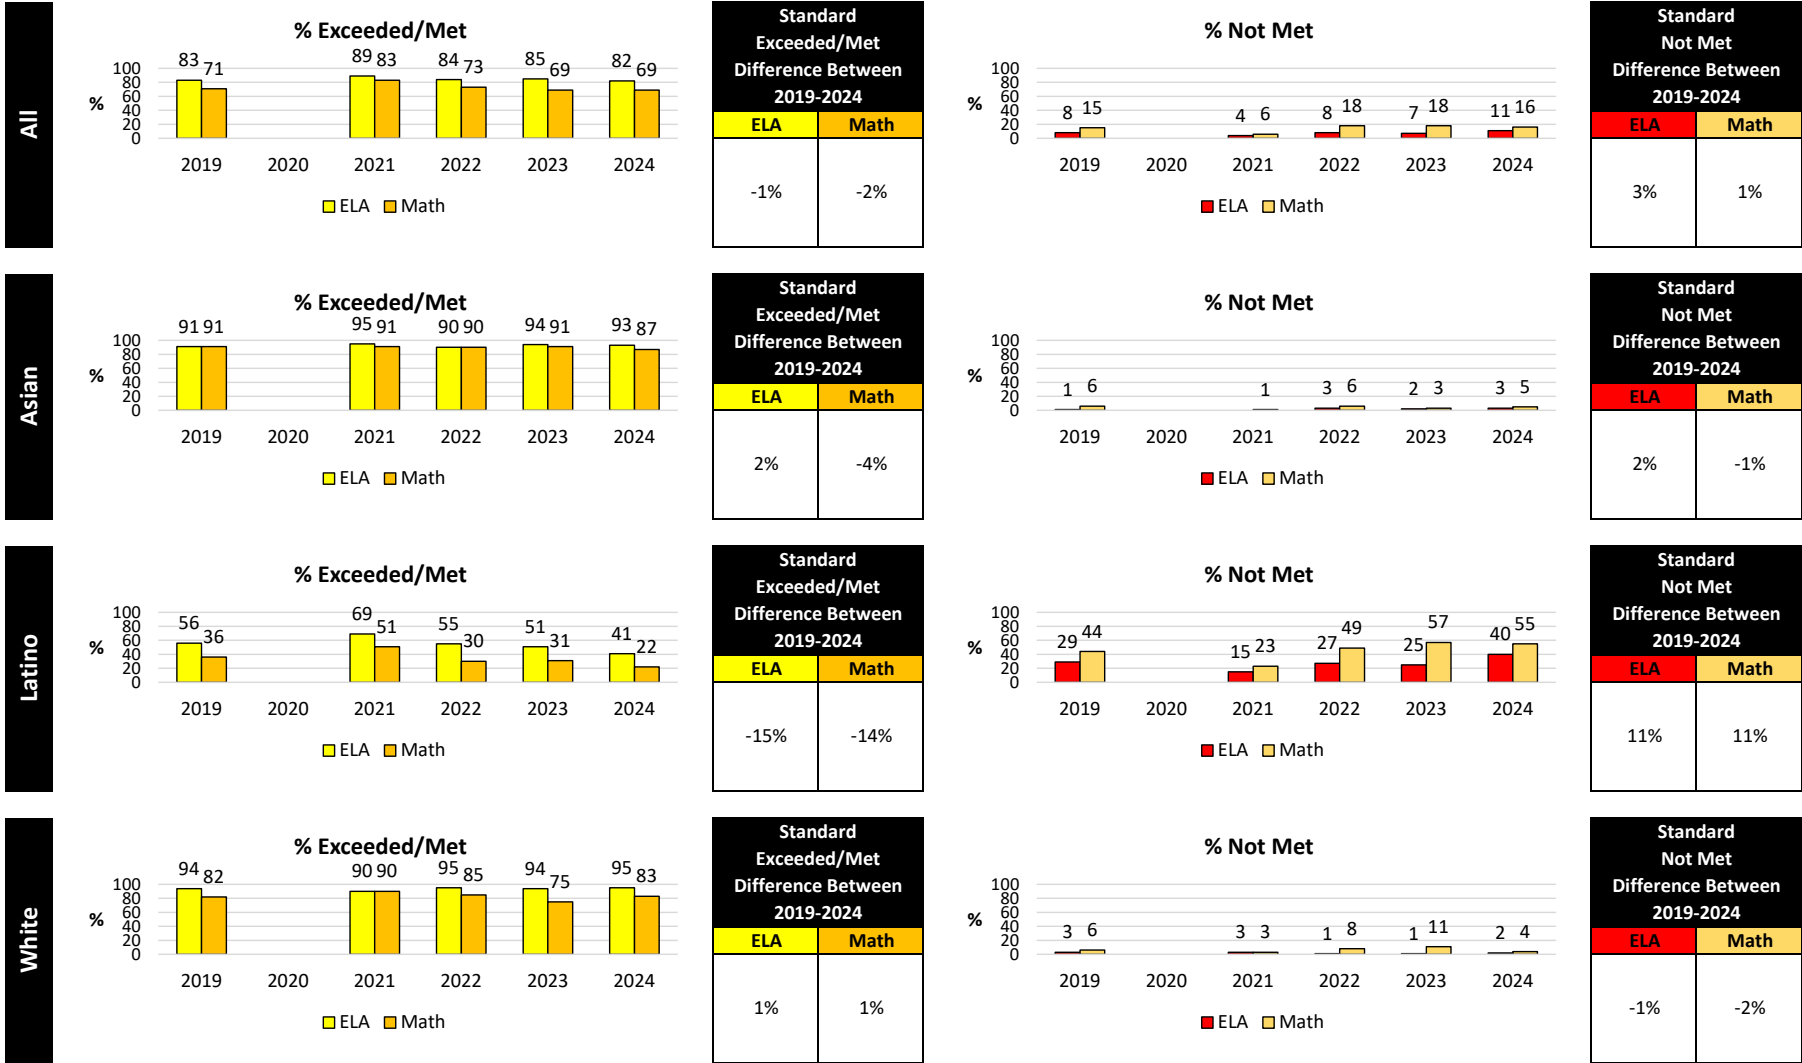 All
% Exceeded/Met
83 71 89 83 84 73 85 69 82 69
100
80
60
40
20
0
%
2019 2020 2021 2022 2023 2024
ELA Math
Standard
Exceeded/Met
Difference Between
2019-2024
ELA Math
-1% -2%
% Not Met
8 15 4 6 8 18 7 18 11 16
100
80
60
40
20
0
%
2019 2020 2021 2022 2023 2024
ELA Math
Standard
Not Met
Difference Between
2019-2024
ELA Math
3% 1%
Asian
% Exceeded/Met
91 91 95 91 90 90 94 91 93 87
100
80
60
40
20
0
%
2019 2020 2021 2022 2023 2024
ELA Math
Standard
Exceeded/Met
Difference Between
2019-2024
ELA Math
2% -4%
% Not Met
1 6 1 3 6 2 3 3 5
100
80
60
40
20
0
%
2019 2020 2021 2022 2023 2024
ELA Math
Standard
Not Met
Difference Between
2019-2024
ELA Math
2% -1%
Latino
% Exceeded/Met
56 36 69 51 55 30 51 31 41 22
100
80
60
40
20
0
%
2019 2020 2021 2022 2023 2024
ELA Math
Standard
Exceeded/Met
Difference Between
2019-2024
ELA Math
-15% -14%
% Not Met
29 44 15 23 27 49 25 57 40 55
100
80
60
40
20
0
%
2019 2020 2021 2022 2023 2024
ELA Math
Standard
Not Met
Difference Between
2019-2024
ELA Math
11% 11%
White
% Exceeded/Met
94 82 90 90 95 85 94 75 95 83
100
80
60
40
20
0
%
2019 2020 2021 2022 2023 2024
ELA Math
Standard
Exceeded/Met
Difference Between
2019-2024
ELA Math
1% 1%
% Not Met
3 6 3 3 1 8 1 11 2 4
100
80
60
40
20
0
%
2019 2020 2021 2022 2023 2024
ELA Math
Standard
Not Met
Difference Between
2019-2024
ELA Math
-1% -2%